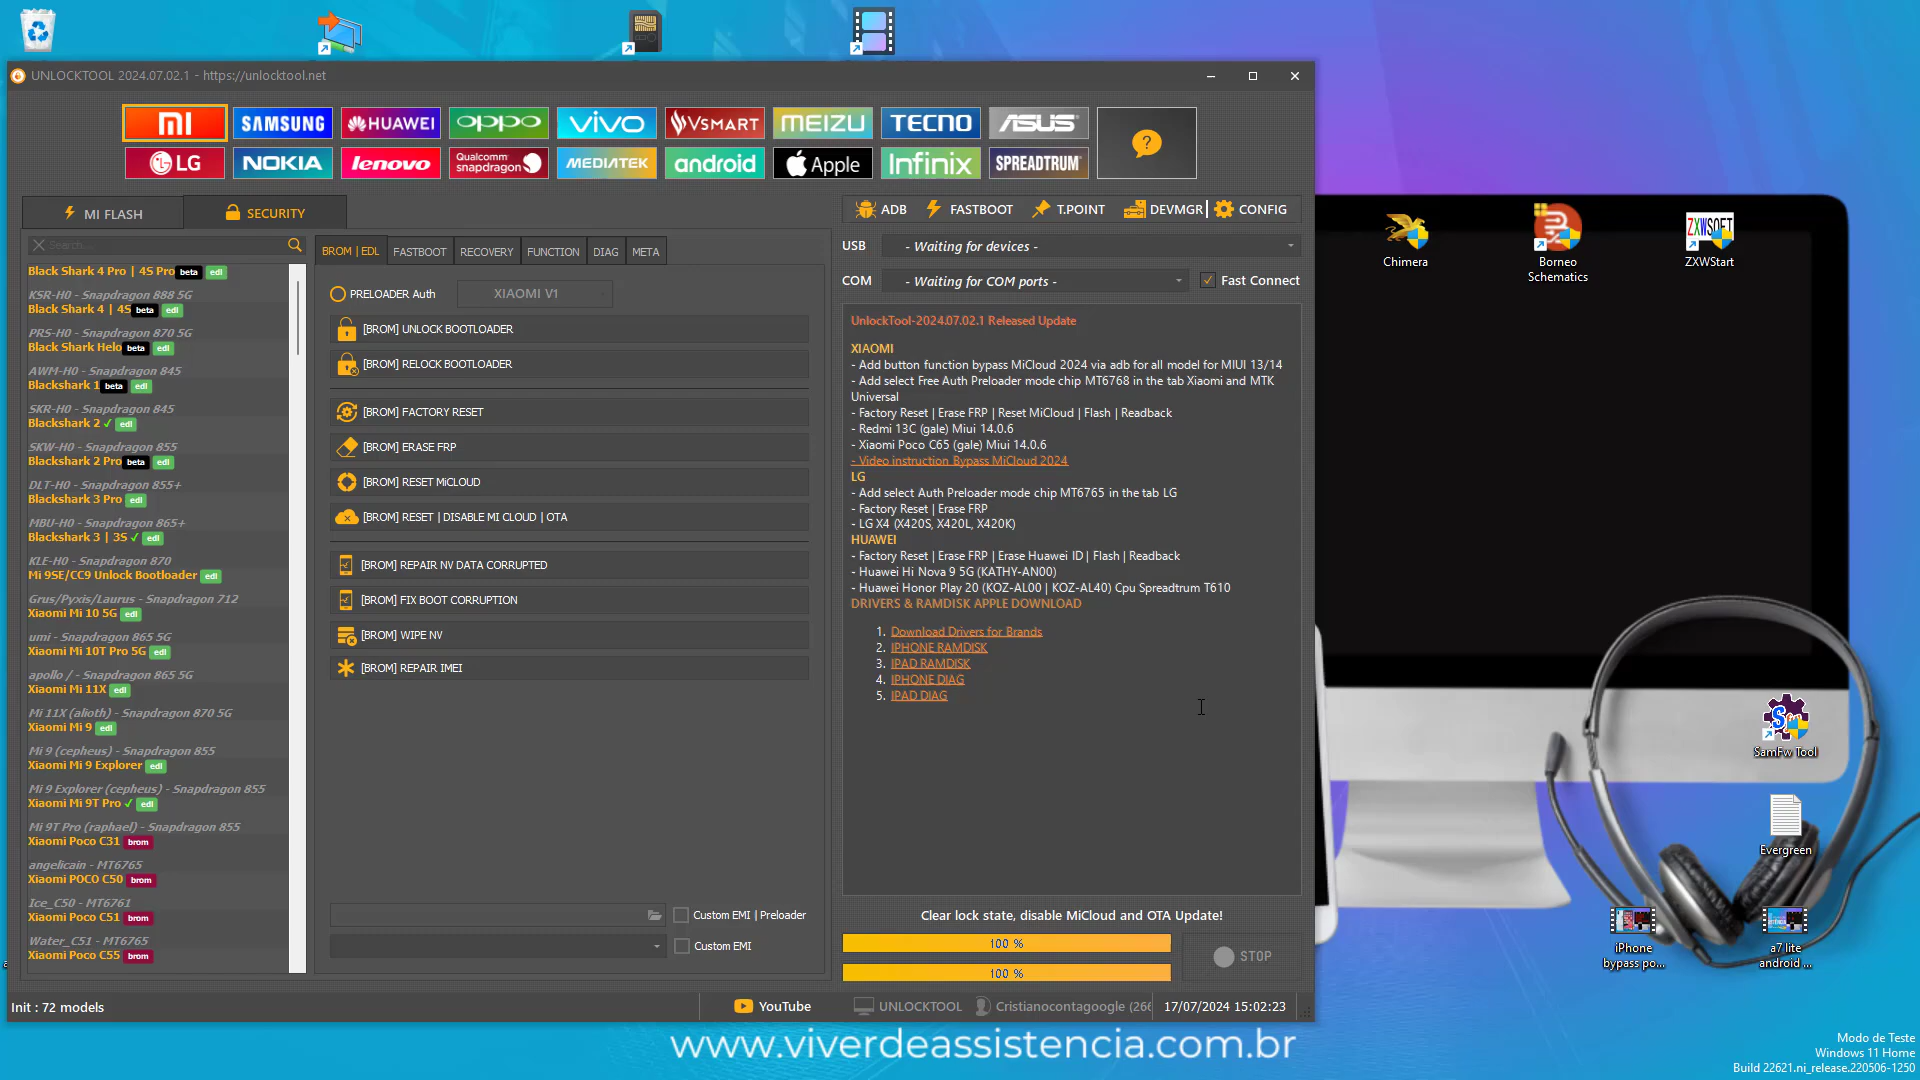 UNLOCKTOOL 2024.07.02.1 - https://unlocktool.net
MI
SAMSUNG
HUAWEI
oppo
vivo
VSMART
MEIZU
TECNO
ASUS
LG
NOKIA
lenovo
Qualcomm snapdragon
MEDIATEK
android
Apple
Infinix
SPREADTRUM
?
MI FLASH
SECURITY
Search...
Black Shark 4 Pro | 4S Pro beta edl
KSR-H0 - Snapdragon 888 5G
Black Shark 4 | 4S beta edl
PRS-H0 - Snapdragon 870 5G
Black Shark Helo beta edl
AWM-H0 - Snapdragon 845
Blackshark 1 beta edl
SKR-H0 - Snapdragon 845
Blackshark 2 ✓ edl
SKW-H0 - Snapdragon 855
Blackshark 2 Pro beta edl
DLT-H0 - Snapdragon 855+
Blackshark 3 Pro edl
MBU-H0 - Snapdragon 865+
Blackshark 3 | 3S ✓ edl
KLE-H0 - Snapdragon 870
Mi 9SE/CC9 Unlock Bootloader edl
Grus/Pyxis/Laurus - Snapdragon 712
Xiaomi Mi 10 5G edl
umi - Snapdragon 865 5G
Xiaomi Mi 10T Pro 5G edl
apollo / - Snapdragon 865 5G
Xiaomi Mi 11X edl
Mi 11X (alioth) - Snapdragon 870 5G
Xiaomi Mi 9 edl
Mi 9 (cepheus) - Snapdragon 855
Xiaomi Mi 9 Explorer edl
Mi 9 Explorer (cepheus) - Snapdragon 855
Xiaomi Mi 9T Pro ✓ edl
Mi 9T Pro (raphael) - Snapdragon 855
Xiaomi Poco C31 brom
angelicain - MT6765
Xiaomi POCO C50 brom
Ice_C50 - MT6761
Xiaomi Poco C51 brom
Water_C51 - MT6765
Xiaomi Poco C55 brom
BROM | EDL
FASTBOOT
RECOVERY
FUNCTION
DIAG
META
PRELOADER Auth
XIAOMI V1
[BROM] UNLOCK BOOTLOADER
[BROM] RELOCK BOOTLOADER
[BROM] FACTORY RESET
[BROM] ERASE FRP
[BROM] RESET MiCLOUD
[BROM] RESET | DISABLE MI CLOUD | OTA
[BROM] REPAIR NV DATA CORRUPTED
[BROM] FIX BOOT CORRUPTION
[BROM] WIPE NV
[BROM] REPAIR IMEI
Custom EMI | Preloader
Custom EMI
ADB
FASTBOOT
T.POINT
DEVMGR
CONFIG
USB
- Waiting for devices -
COM
- Waiting for COM ports -
Fast Connect
UnlockTool-2024.07.02.1 Released Update
XIAOMI
- Add button function bypass MiCloud 2024 via adb for all model for MIUI 13/14
- Add select Free Auth Preloader mode chip MT6768 in the tab Xiaomi and MTK
Universal
- Factory Reset | Erase FRP | Reset MiCloud | Flash | Readback
- Redmi 13C (gale) Miui 14.0.6
- Xiaomi Poco C65 (gale) Miui 14.0.6
- Video instruction Bypass MiCloud 2024
LG
- Add select Auth Preloader mode chip MT6765 in the tab LG
- Factory Reset | Erase FRP
- LG X4 (X420S, X420L, X420K)
HUAWEI
- Factory Reset | Erase FRP | Erase Huawei ID | Flash | Readback
- Huawei Hi Nova 9 5G (KATHY-AN00)
- Huawei Honor Play 20 (KOZ-AL00 | KOZ-AL40) Cpu Spreadtrum T610
DRIVERS & RAMDISK APPLE DOWNLOAD
1. Download Drivers for Brands
2. IPHONE RAMDISK
3. IPAD RAMDISK
4. IPHONE DIAG
5. IPAD DIAG
Clear lock state, disable MiCloud and OTA Update!
100 %
100 %
STOP
Init : 72 models
YouTube
UNLOCKTOOL
Cristianocontagoogle (266
17/07/2024 15:02:23
Chimera
Borneo
Schematics
ZXWSOFT
ZXWStart
SamFw Tool
Evergreen
iPhone
bypass po...
a7 lite
android ...
www.viverdeassistencia.com.br
Modo de Teste
Windows 11 Home
Build 22621.ni_release.220506-1250